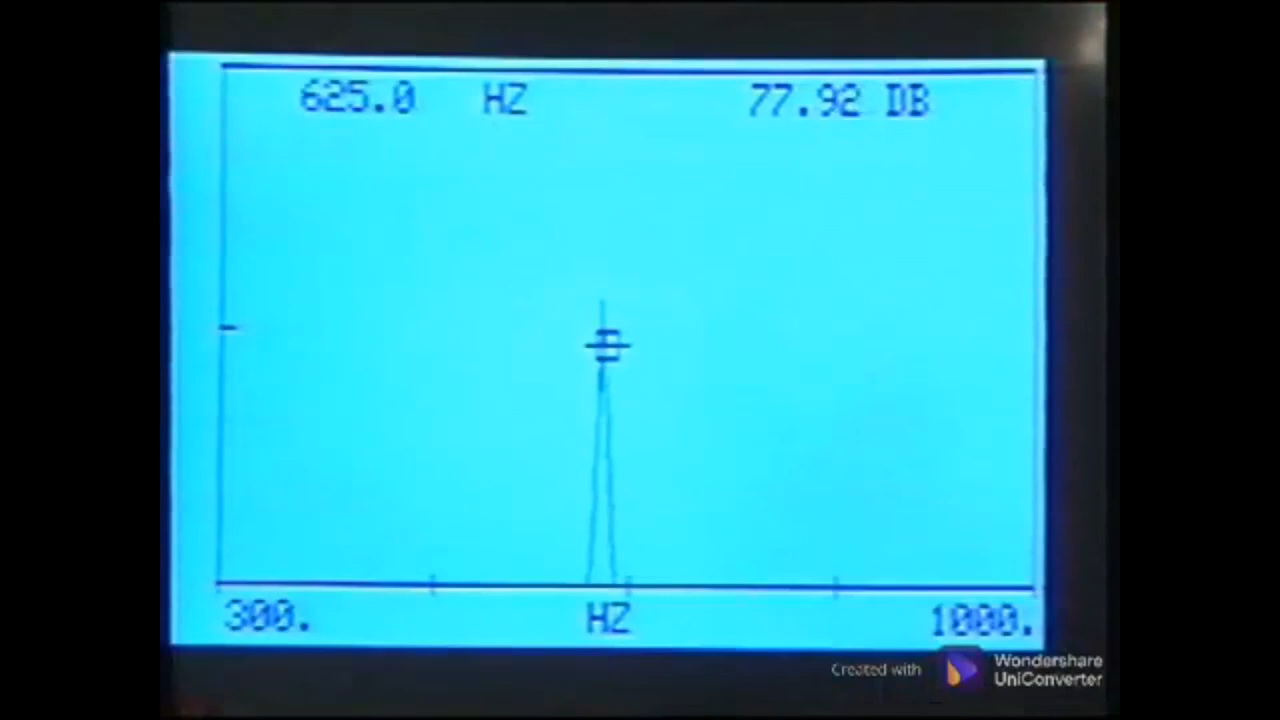 625.0 HZ 77.92 DB
300. HZ 1000.
Created with Wondershare UniConverter